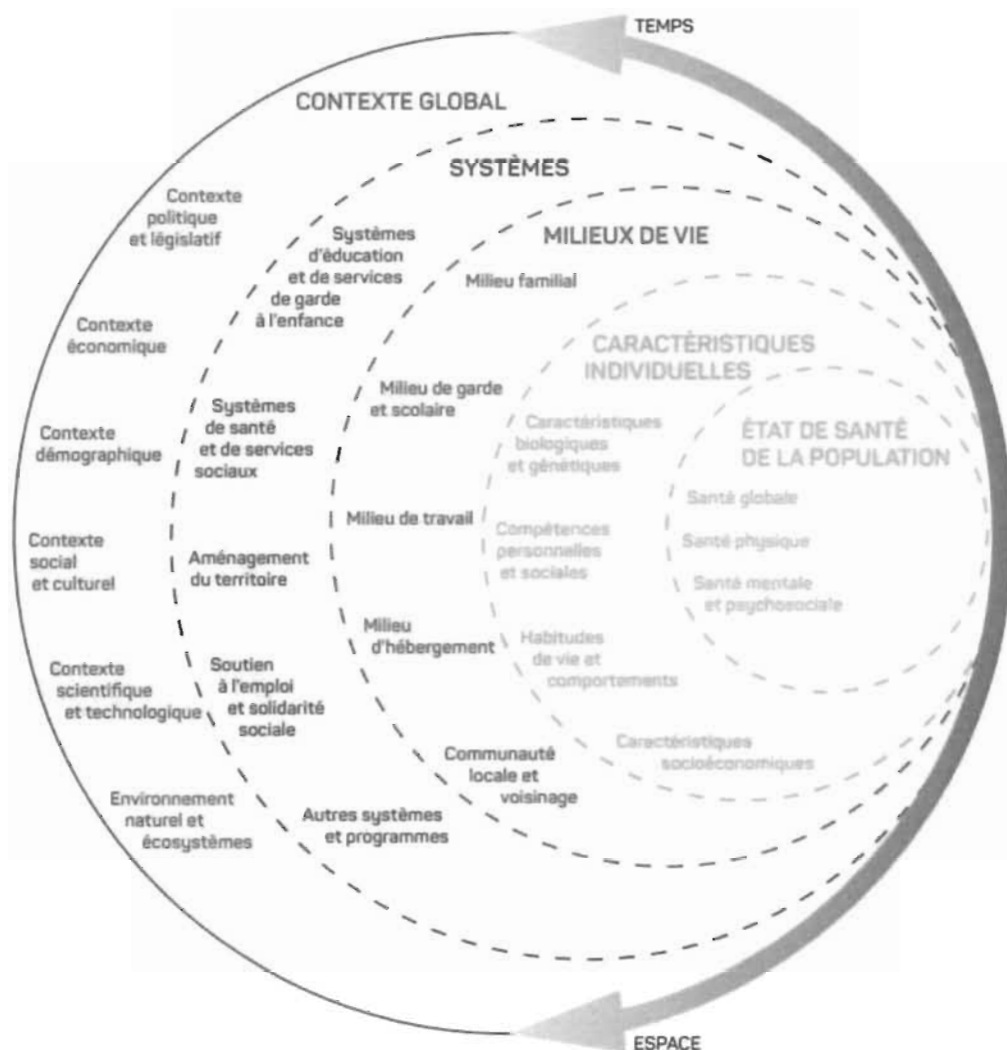 TEMPS
CONTEXTE GLOBAL
Contexte
politique
et législatif
Contexte
économique
Contexte
démographique
Contexte
social
et culturel
Contexte
scientifique
et technologique
Environnement
naturel et
écosystèmes
SYSTÈMES
Systèmes
d'éducation
et de services
de garde
à l'enfance
Systèmes
de santé
et de services
sociaux
Aménagement
du territoire
Soutien
à l'emploi
et solidarité
sociale
Autres systèmes
et programmes
MILIEUX DE VIE
Milieu familial
Milieu de garde
et scolaire
Milieu de travail
Milieu
d'hébergement
Communauté
locale et
voisinage
CARACTÉRISTIQUES
INDIVIDUELLES
Caractéristiques
biologiques
et génétiques
Compétences
personnelles
et sociales
Habitudes
de vie et
comportements
Caractéristiques
socioéconomiques
ÉTAT DE SANTÉ
DE LA POPULATION
Santé globale
Santé physique
Santé mentale
et psychosociale
ESPACE